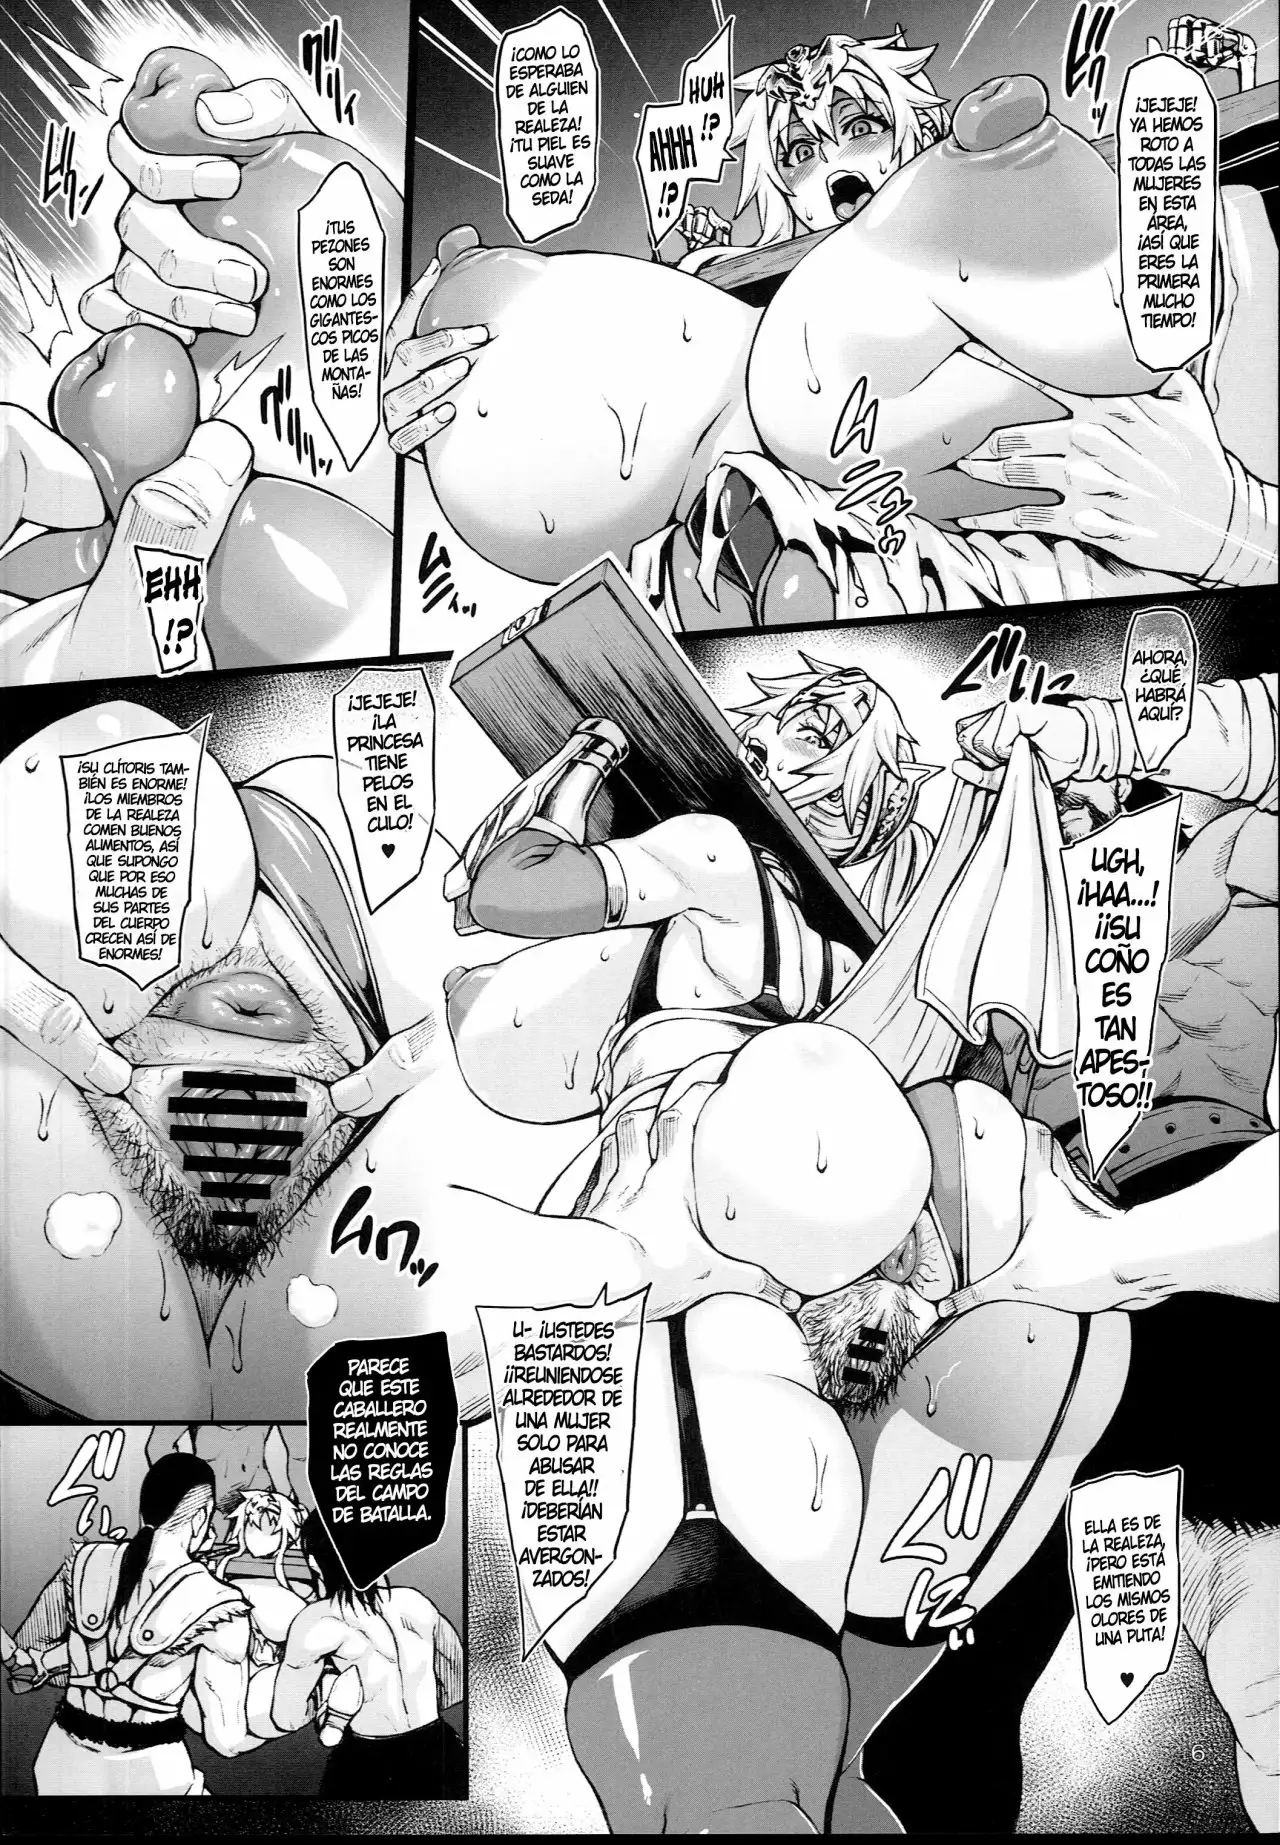 ¡JEJEJE!
YA HEMOS
ROTO A
TODAS LAS
MUJERES
EN ESTA
ÁREA,
¡ASÍ QUE
ERES LA
PRIMERA
MUCHO
TIEMPO!
HUH
!?
AHHH
!?
¡COMO LO
ESPERABA
DE ALGUIEN
DE LA
REALEZA!
¡TU PIEL ES
SUAVE
COMO LA
SEDA!
¡TUS
PEZONES
SON
ENORMES
COMO LOS
GIGANTES-
COS PICOS
DE LAS
MONTA-
ÑAS!
EHH
!?
AHORA,
¿QUÉ
HABRÁ
AQUÍ?
UGH,
¡HAA...!
¡¡SU
COÑO
ES
TAN
APES-
TOSO!!
¡JEJEJE!
¡LA
PRINCESA
TIENE
PELOS
EN EL
CULO!
♥
¡SU CLÍTORIS TAM-
BIÉN ES ENORME!
¡LOS MIEMBROS
DE LA REALEZA
COMEN BUENOS
ALIMENTOS, ASÍ
QUE SUPONGO
QUE POR ESO
MUCHAS DE
SUS PARTES
DEL CUERPO
CRECEN ASÍ DE
ENORMES!
ELLA ES DE
LA REALEZA,
¡PERO ESTÁ
EMITIENDO
LOS MISMOS
OLORES DE
UNA PUTA!
♥
U- ¡USTEDES
BASTARDOS!
¡¡REUNIENDOSE
ALREDEDOR DE
UNA MUJER
SOLO PARA
ABUSAR
DE ELLA!!
¡DEBERÍAN
ESTAR
AVERGON-
ZADOS!
PARECE
QUE ESTE
CABALLERO
REALMENTE
NO CONOCE
LAS REGLAS
DEL CAMPO
DE BATALLA.
6